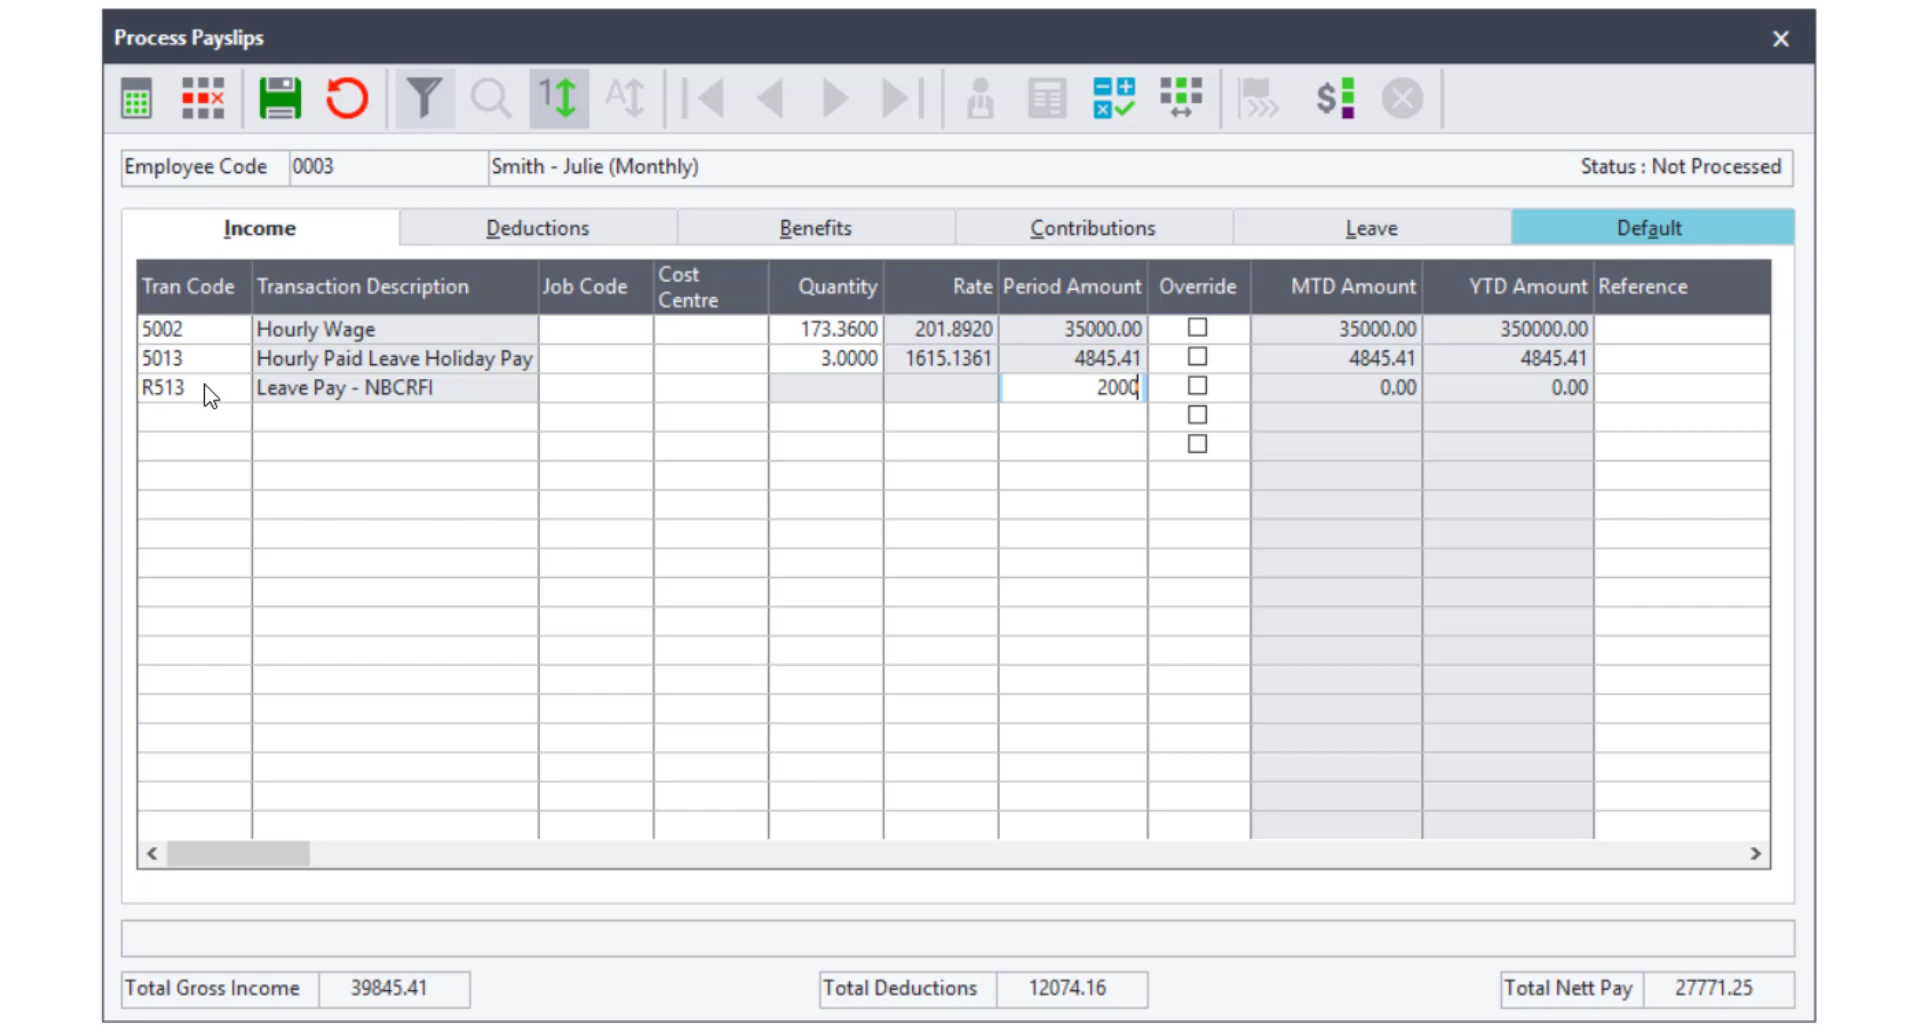 Process Payslips
Employee Code 0003 Smith - Julie (Monthly) Status : Not Processed
Income Deductions Benefits Contributions Leave Default
Tran Code Transaction Description Job Code Cost Centre Quantity Rate Period Amount Override MTD Amount YTD Amount Reference
5002 Hourly Wage 173.3600 201.8920 35000.00 35000.00 350000.00
5013 Hourly Paid Leave Holiday Pay 3.0000 1615.1361 4845.41 4845.41 4845.41
R513 Leave Pay - NBCRFI 2000 0.00 0.00
Total Gross Income 39845.41 Total Deductions 12074.16 Total Nett Pay 27771.25